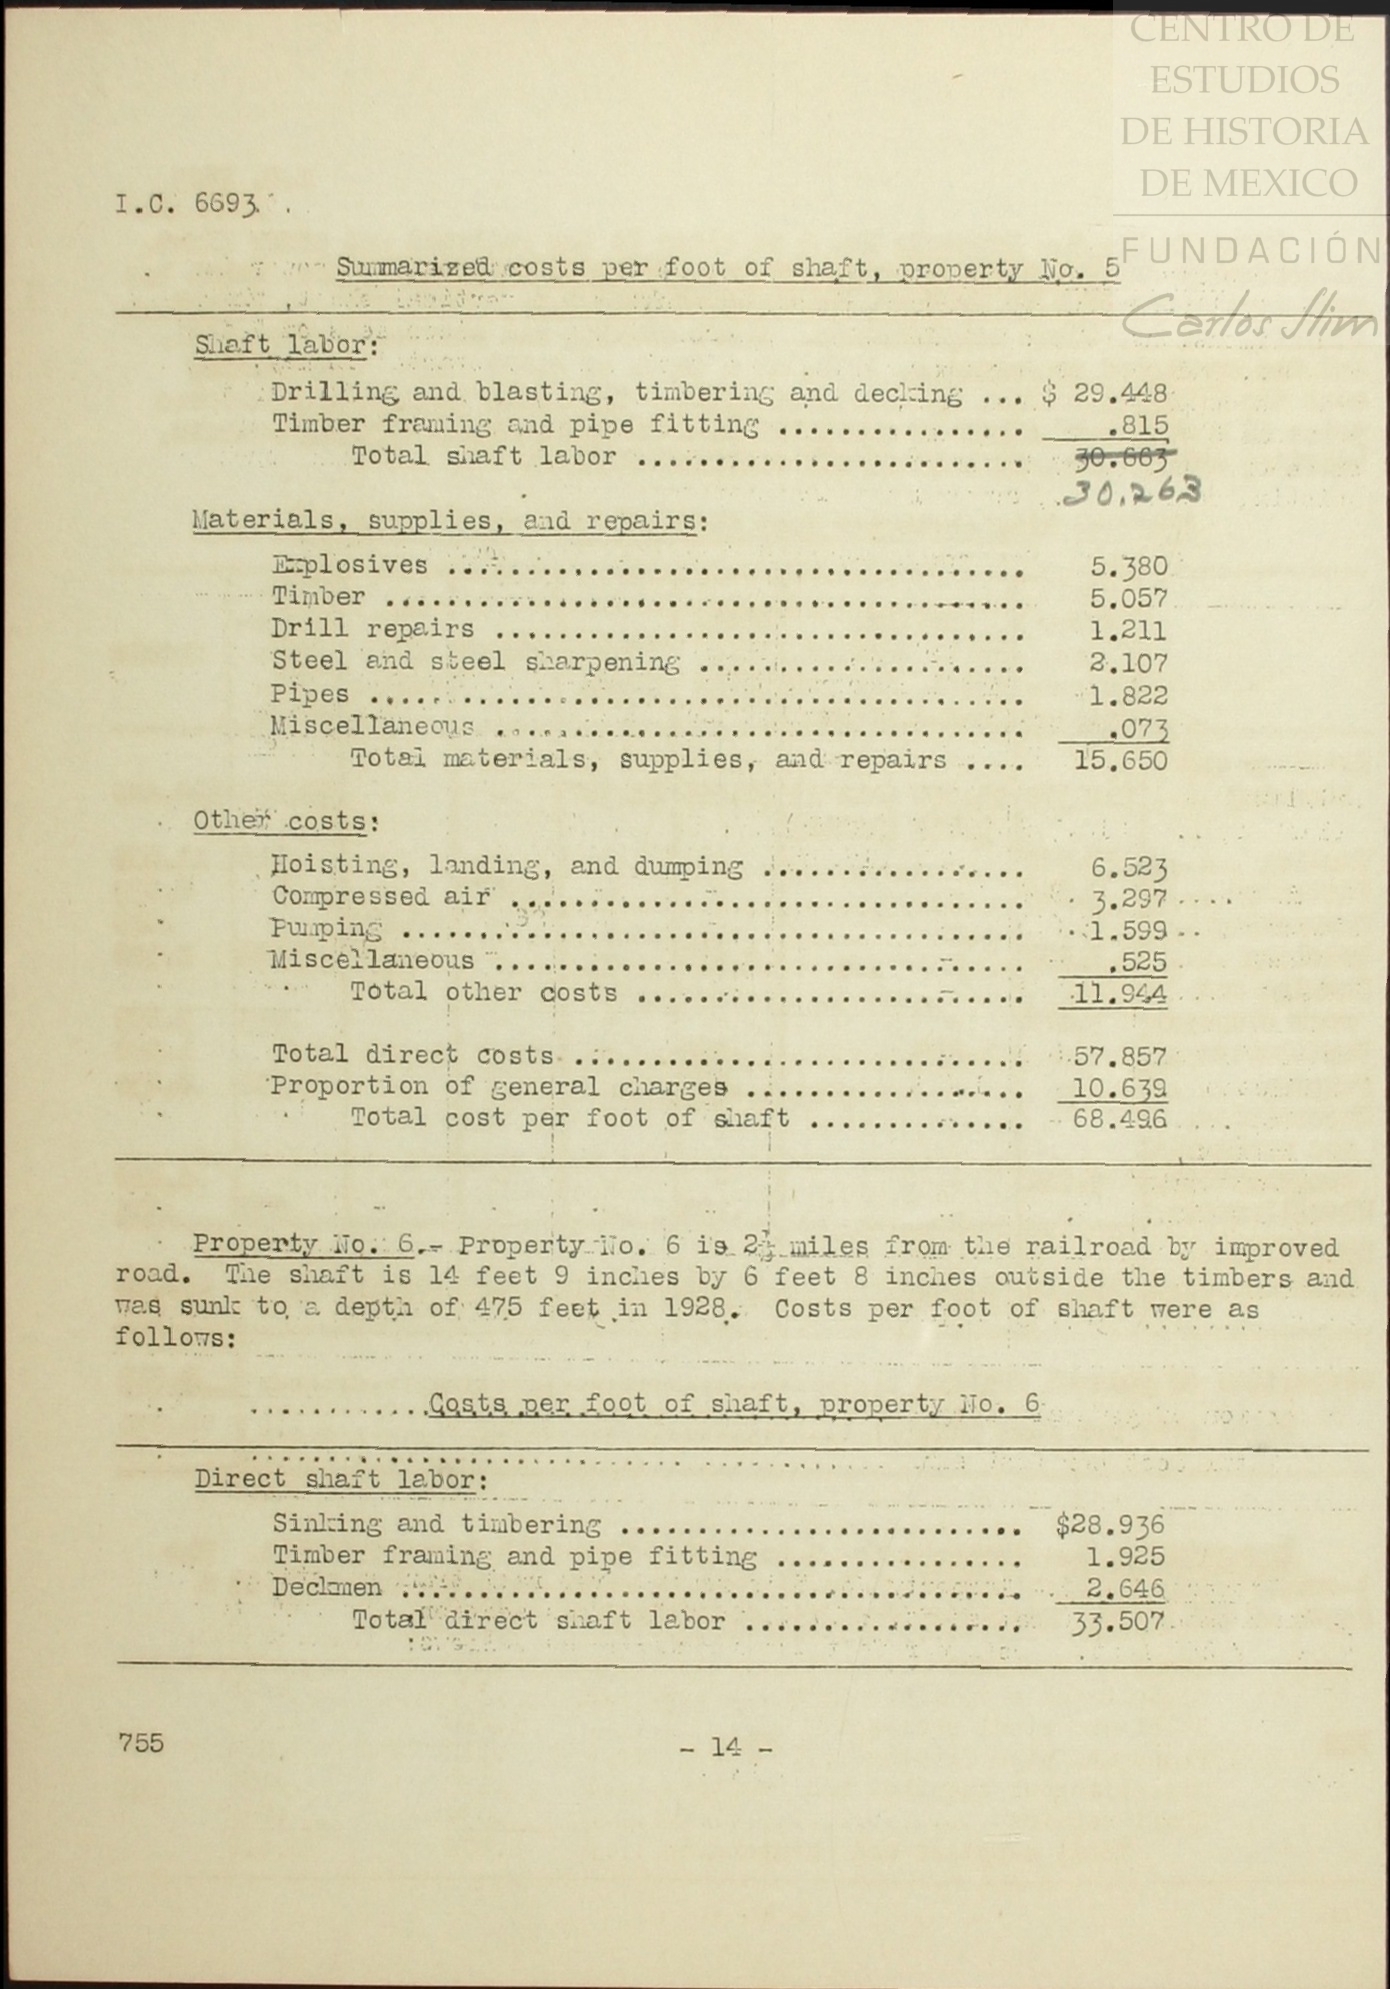 CENTRO DE
ESTUDIOS
DE HISTORIA
DE MEXICO
FUNDACIÓN
Carlos Slim
I.C. 6693.
Summarized costs per foot of shaft, property No. 5
Shaft labor:
Drilling and blasting, timbering and decking ... $ 29.448
Timber framing and pipe fitting ................ .815
Total shaft labor ......................... 30.663
30.263
Materials, supplies, and repairs:
Explosives ..................................... 5.380
Timber ......................................... 5.057
Drill repairs .................................. 1.211
Steel and steel sharpening ..................... 2.107
Pipes .......................................... 1.822
Miscellaneous .................................. .073
Total materials, supplies, and repairs .... 15.650
Other costs:
Hoisting, landing, and dumping ................. 6.523
Compressed air ................................. 3.297
Pumping ........................................ 1.599
Miscellaneous .................................. .525
Total other costs ......................... 11.944
Total direct costs ............................. 57.857
Proportion of general charges .................. 10.639
Total cost per foot of shaft .............. 68.496
Property No. 6.- Property No. 6 is 2½ miles from the railroad by improved
road. The shaft is 14 feet 9 inches by 6 feet 8 inches outside the timbers and
was sunk to a depth of 475 feet in 1928. Costs per foot of shaft were as
follows:
Costs per foot of shaft, property No. 6
Direct shaft labor:
Sinking and timbering .......................... $28.936
Timber framing and pipe fitting ................ 1.925
Deckmen ........................................ 2.646
Total direct shaft labor .................. 33.507
755
- 14 -